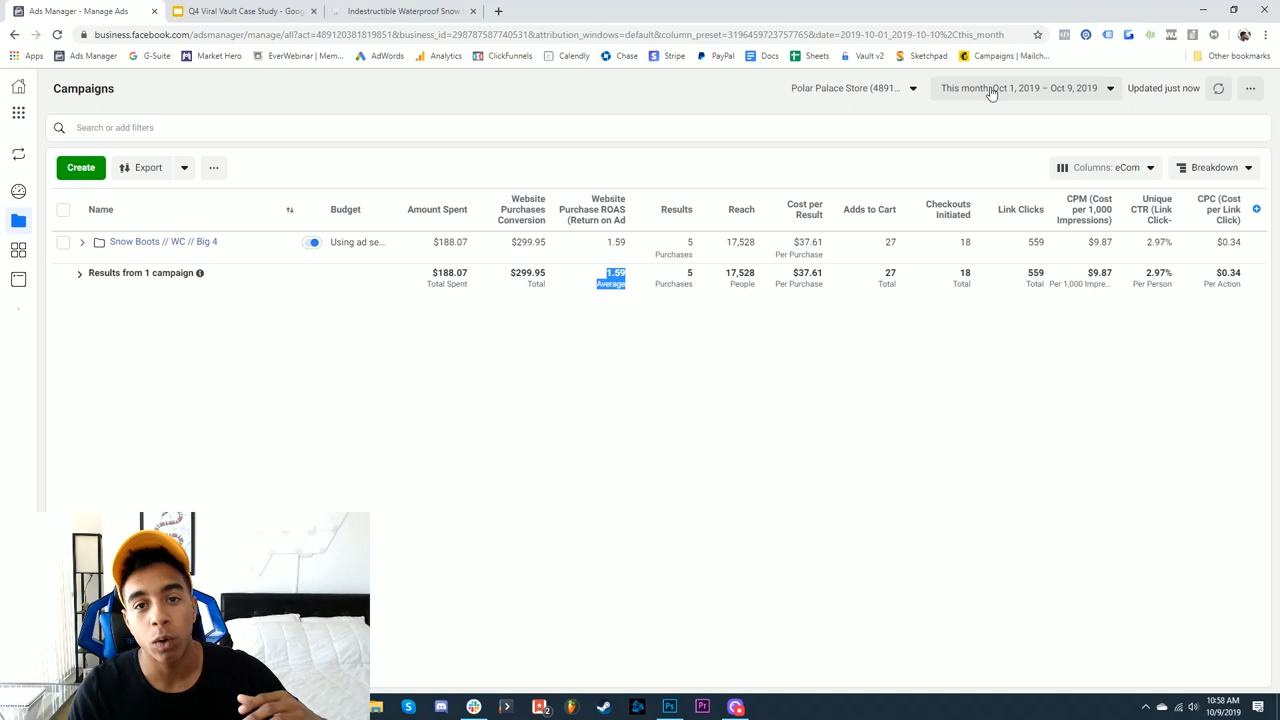 Ads Manager - Manage Ads
Q4 Viral Vault Case Study - Goog
Indestructible Waterproof Snow
business.facebook.com/adsmanager/manage/all?act=489120381819851&business_id=298787587740531&attribution_windows=default&column_preset=319645972375776​5&date=2019-10-01_2019-10-10%2Cthis_month
Apps
Ads Manager
G-Suite
Market Hero
EverWebinar | Mem...
AdWords
Analytics
ClickFunnels
Calendly
Chase
Stripe
PayPal
Docs
Sheets
Vault v2
Sketchpad
Campaigns | Mailch...
Other bookmarks
Campaigns
Polar Palace Store (4891...
This month: Oct 1, 2019 – Oct 9, 2019
Updated just now
Search or add filters
Create
Export
Columns: eCom
Breakdown
Name
Budget
Amount Spent
Website
Purchases
Conversion
Website
Purchase ROAS
(Return on Ad
Results
Reach
Cost per
Result
Adds to Cart
Checkouts
Initiated
Link Clicks
CPM (Cost
per 1,000
Impressions)
Unique
CTR (Link
Click-
CPC (Cost
per Link
Click)
Snow Boots // WC // Big 4
Using ad se...
$188.07
$299.95
1.59
5
Purchases
17,528
$37.61
Per Purchase
27
18
559
$9.87
2.97%
$0.34
Results from 1 campaign
$188.07
Total Spent
$299.95
Total
1.59
Average
5
Purchases
17,528
People
$37.61
Per Purchase
27
Total
18
Total
559
Total
$9.87
Per 1,000 Impre...
2.97%
Per Person
$0.34
Per Action
10:58 AM
10/9/2019